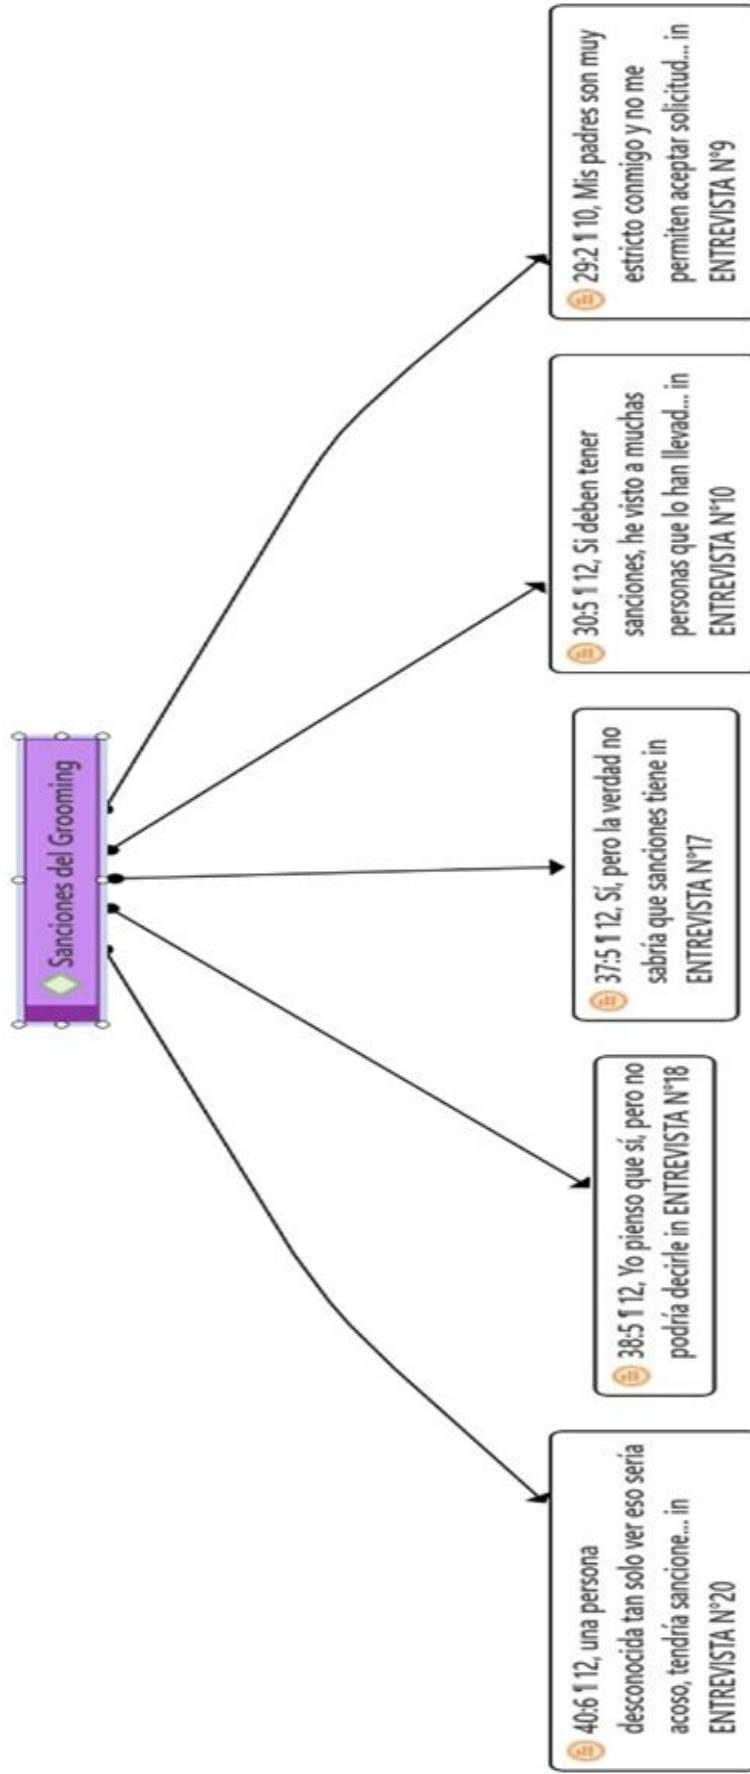 Sanciones del Grooming
40:6 ¶ 12, una persona
desconocida tan solo ver eso sería
acoso, tendría sancione... in
ENTREVISTA N°20
38:5 ¶ 12, Yo pienso que sí, pero no
podría decirle in ENTREVISTA N°18
37:5 ¶ 12, Sí, pero la verdad no
sabría que sanciones tiene in
ENTREVISTA N°17
30:5 ¶ 12, Si deben tener
sanciones, he visto a muchas
personas que lo han llevad... in
ENTREVISTA N°10
29:2 ¶ 10, Mis padres son muy
estricto conmigo y no me
permiten aceptar solicitud... in
ENTREVISTA N°9